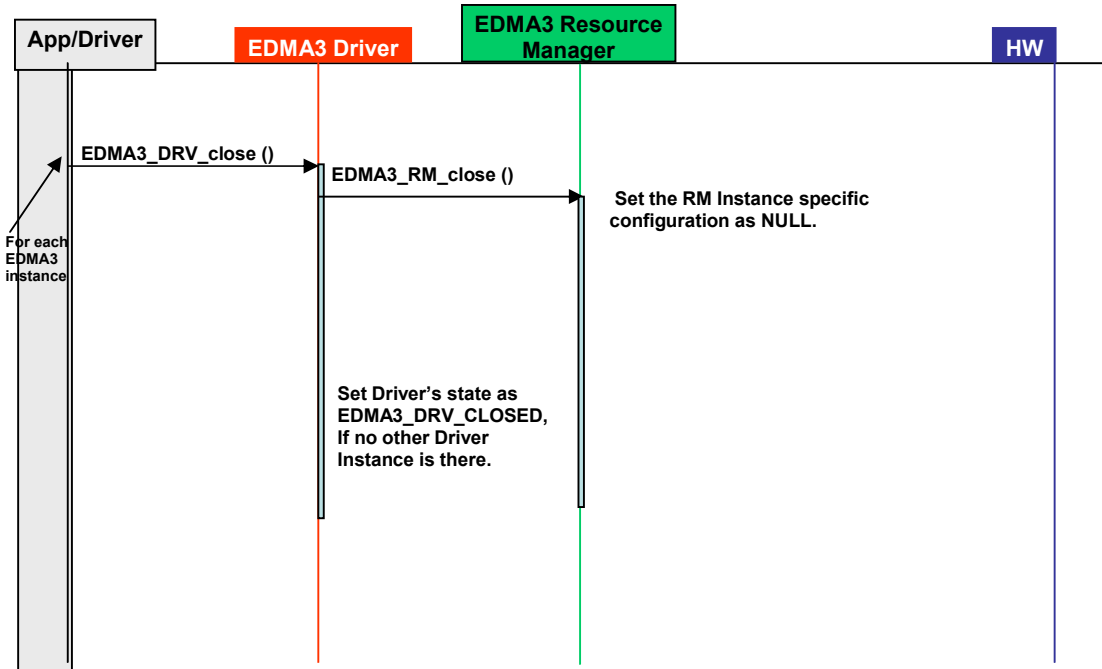 App/Driver
EDMA3 Driver
EDMA3 Resource
Manager
HW
EDMA3_DRV_close ()
EDMA3_RM_close ()
Set the RM Instance specific
configuration as NULL.
For each
EDMA3
instance
Set Driver's state as
EDMA3_DRV_CLOSED,
If no other Driver
Instance is there.